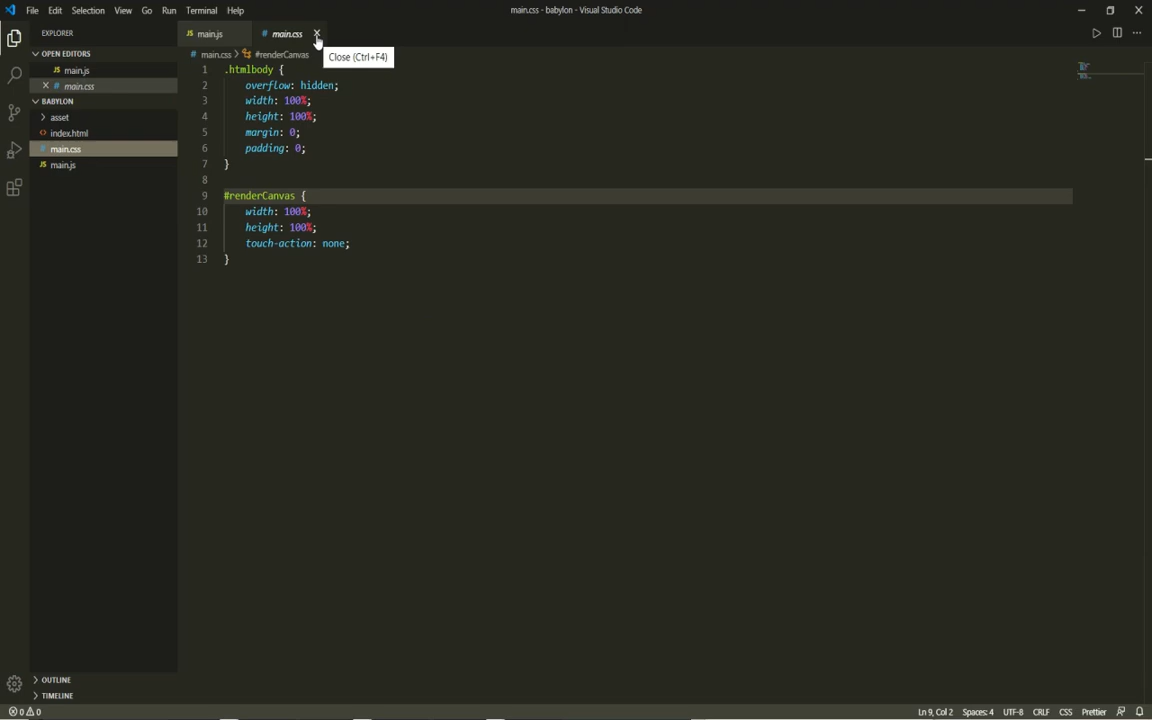 File Edit Selection View Go Run Terminal Help
main.css - babylon - Visual Studio Code
EXPLORER
OPEN EDITORS
JS main.js
# main.css
BABYLON
asset
<> index.html
# main.css
JS main.js
OUTLINE
TIMELINE
JS main.js
# main.css
# main.css > #renderCanvas
Close (Ctrl+F4)
1 .htmlbody {
2 overflow: hidden;
3 width: 100%;
4 height: 100%;
5 margin: 0;
6 padding: 0;
7 }
8
9 #renderCanvas {
10 width: 100%;
11 height: 100%;
12 touch-action: none;
13 }
0 0
Ln 9, Col 2 Spaces: 4 UTF-8 CRLF CSS Prettier